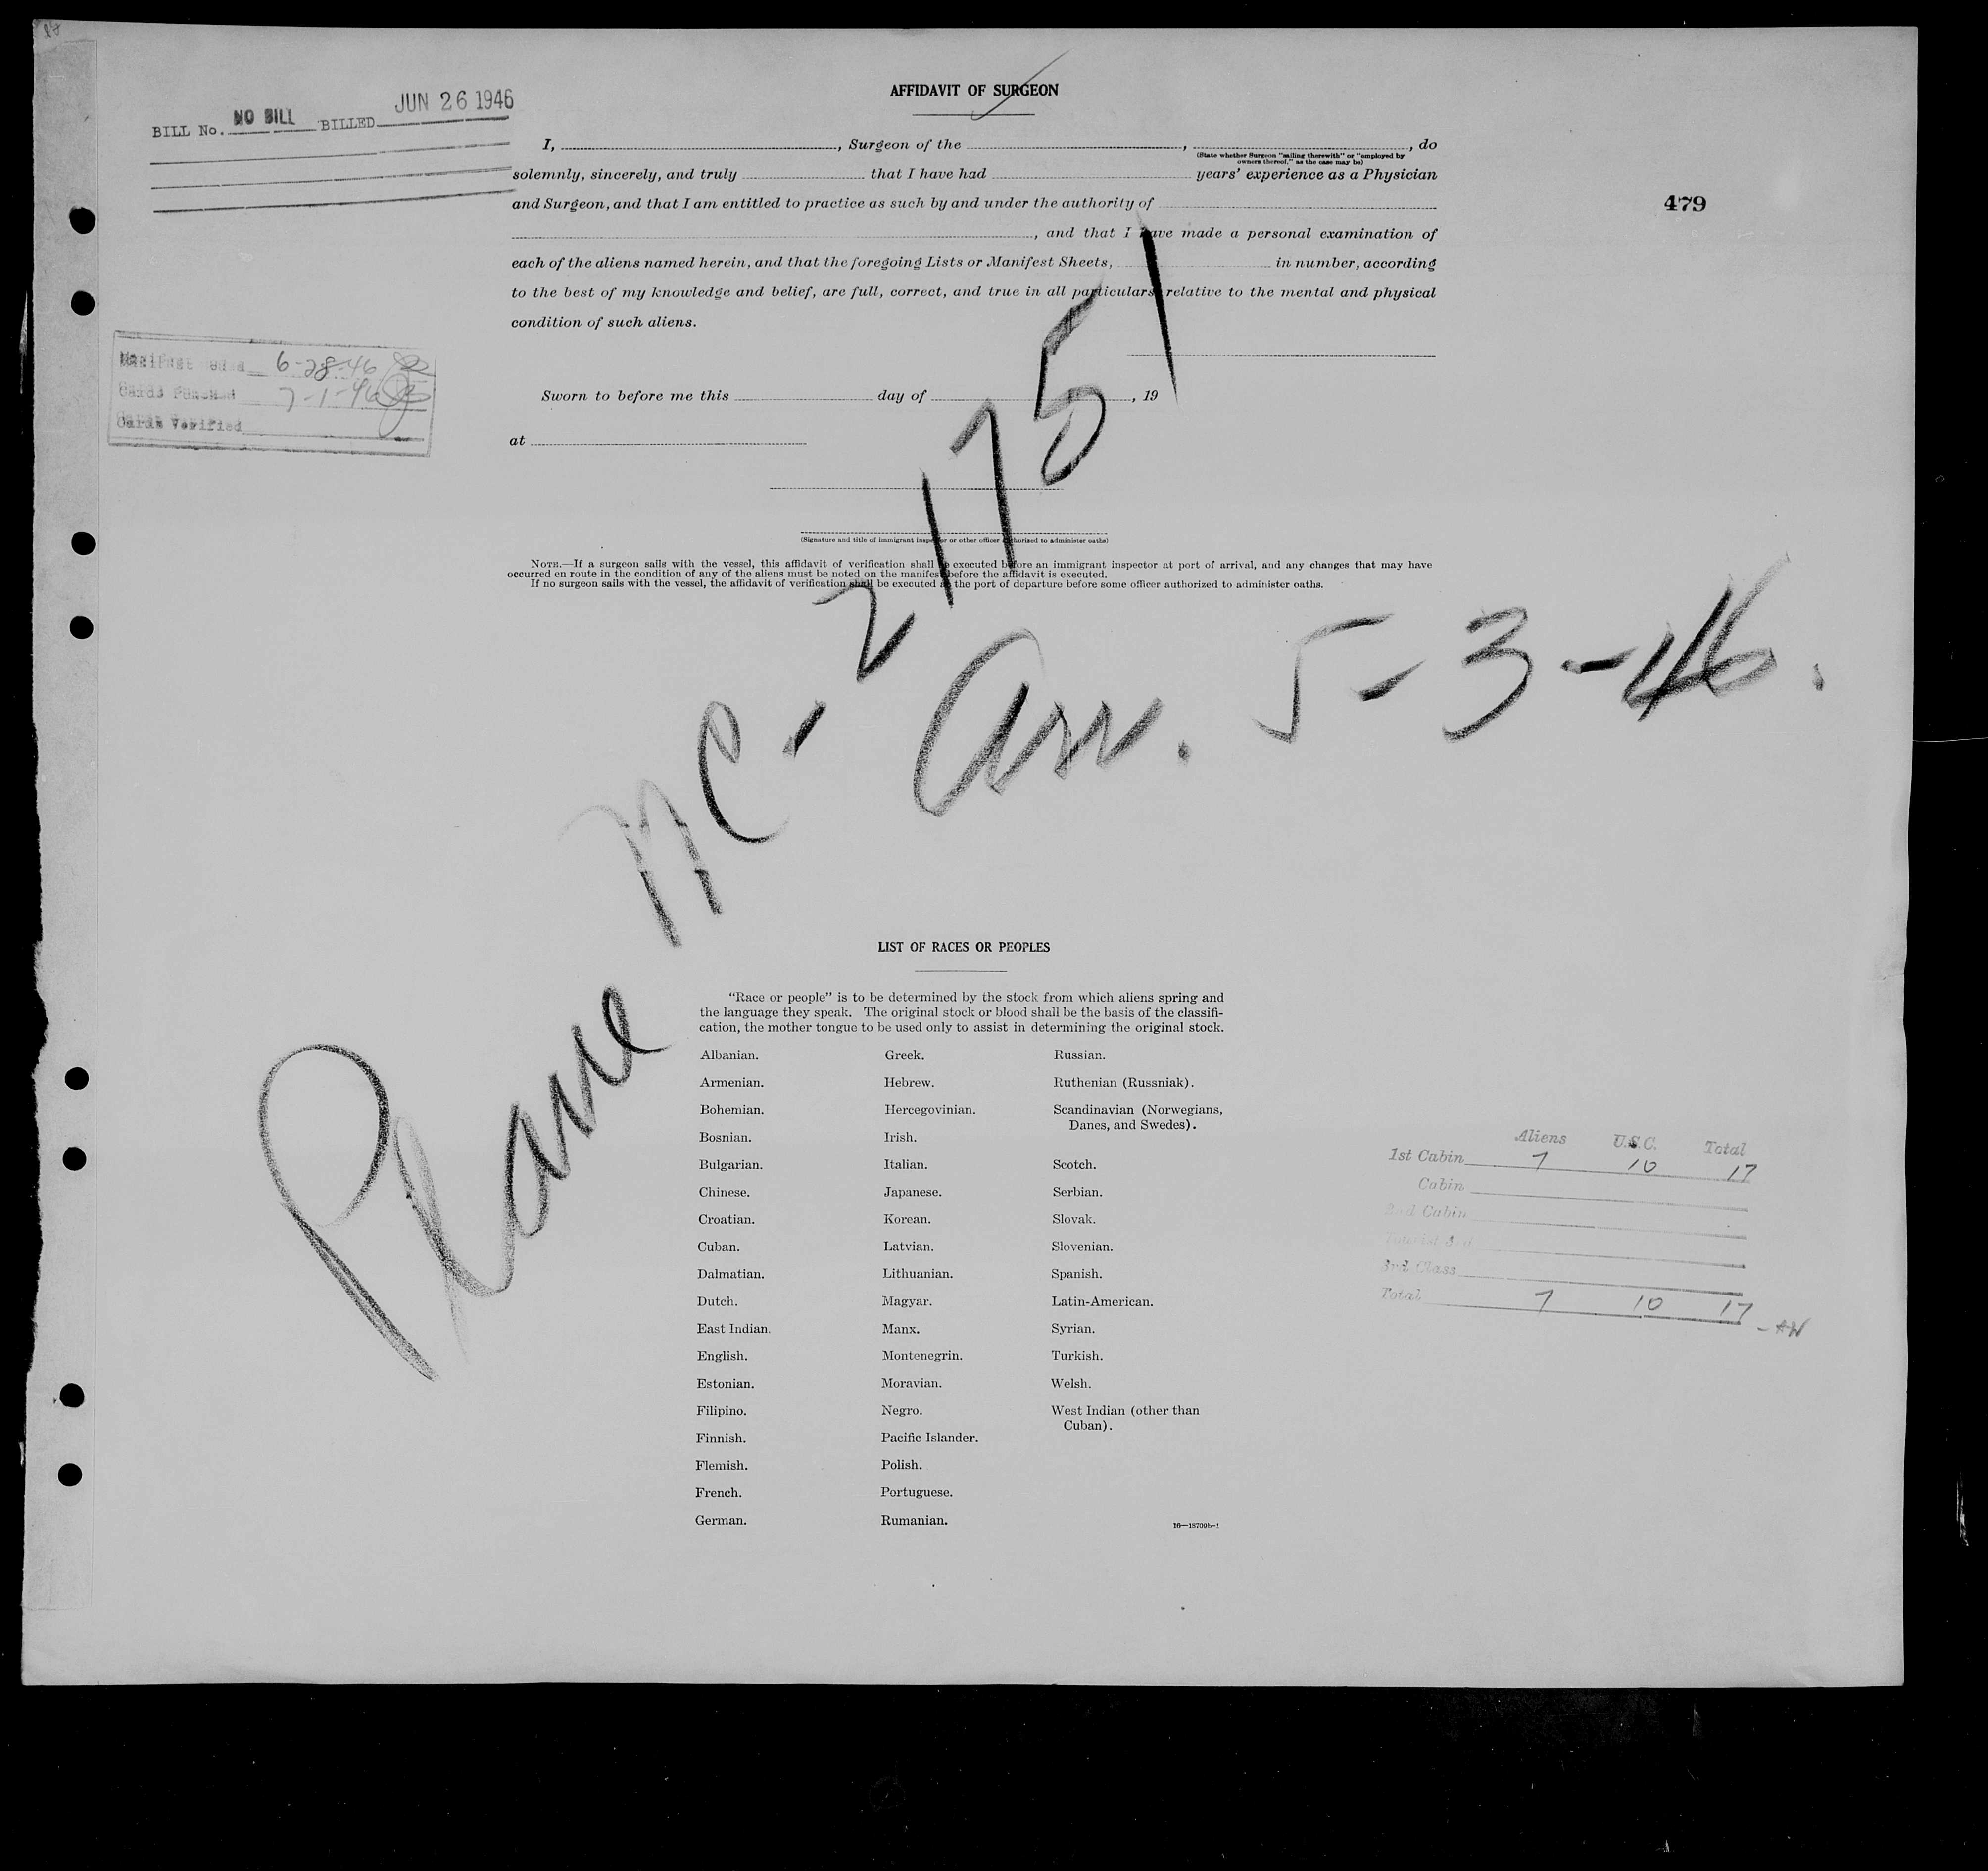 AFFIDAVIT OF SURGEON
BILL No. NO BILL BILLED JUN 26 1946
I, , Surgeon of the , , do
(State whether Surgeon "sailing therewith" or "employed by
owners thereof," as the case may be)
solemnly, sincerely, and truly that I have had years' experience as a Physician
and Surgeon, and that I am entitled to practice as such by and under the authority of
, and that I have made a personal examination of
each of the aliens named herein, and that the foregoing Lists or Manifest Sheets, in number, according
to the best of my knowledge and belief, are full, correct, and true in all particulars relative to the mental and physical
condition of such aliens.
479
Manifest 6-28-46
Cards Punched 7-1-46
Cards Verified
Sworn to before me this day of , 19
at
(Signature and title of immigrant inspector or other officer authorized to administer oaths)
NOTE.—If a surgeon sails with the vessel, this affidavit of verification shall be executed before an immigrant inspector at port of arrival, and any changes that may have
occurred en route in the condition of any of the aliens must be noted on the manifest before the affidavit is executed.
If no surgeon sails with the vessel, the affidavit of verification shall be executed at the port of departure before some officer authorized to administer oaths.
Plane NC-21751
Arr. 5-3-46.
LIST OF RACES OR PEOPLES
"Race or people" is to be determined by the stock from which aliens spring and
the language they speak. The original stock or blood shall be the basis of the classifi-
cation, the mother tongue to be used only to assist in determining the original stock.
Albanian. Greek. Russian.
Armenian. Hebrew. Ruthenian (Russniak).
Bohemian. Hercegovinian. Scandinavian (Norwegians,
Danes, and Swedes).
Bosnian. Irish.
Bulgarian. Italian. Scotch.
Chinese. Japanese. Serbian.
Croatian. Korean. Slovak.
Cuban. Latvian. Slovenian.
Dalmatian. Lithuanian. Spanish.
Dutch. Magyar. Latin-American.
East Indian. Manx. Syrian.
English. Montenegrin. Turkish.
Estonian. Moravian. Welsh.
Filipino. Negro. West Indian (other than
Cuban).
Finnish. Pacific Islander.
Flemish. Polish.
French. Portuguese.
German. Rumanian.
16—18709b-1
Aliens U.S.C. Total
1st Cabin 7 10 17
Cabin
2nd Cabin
Tourist 3rd
3rd Class
Total 7 10 17